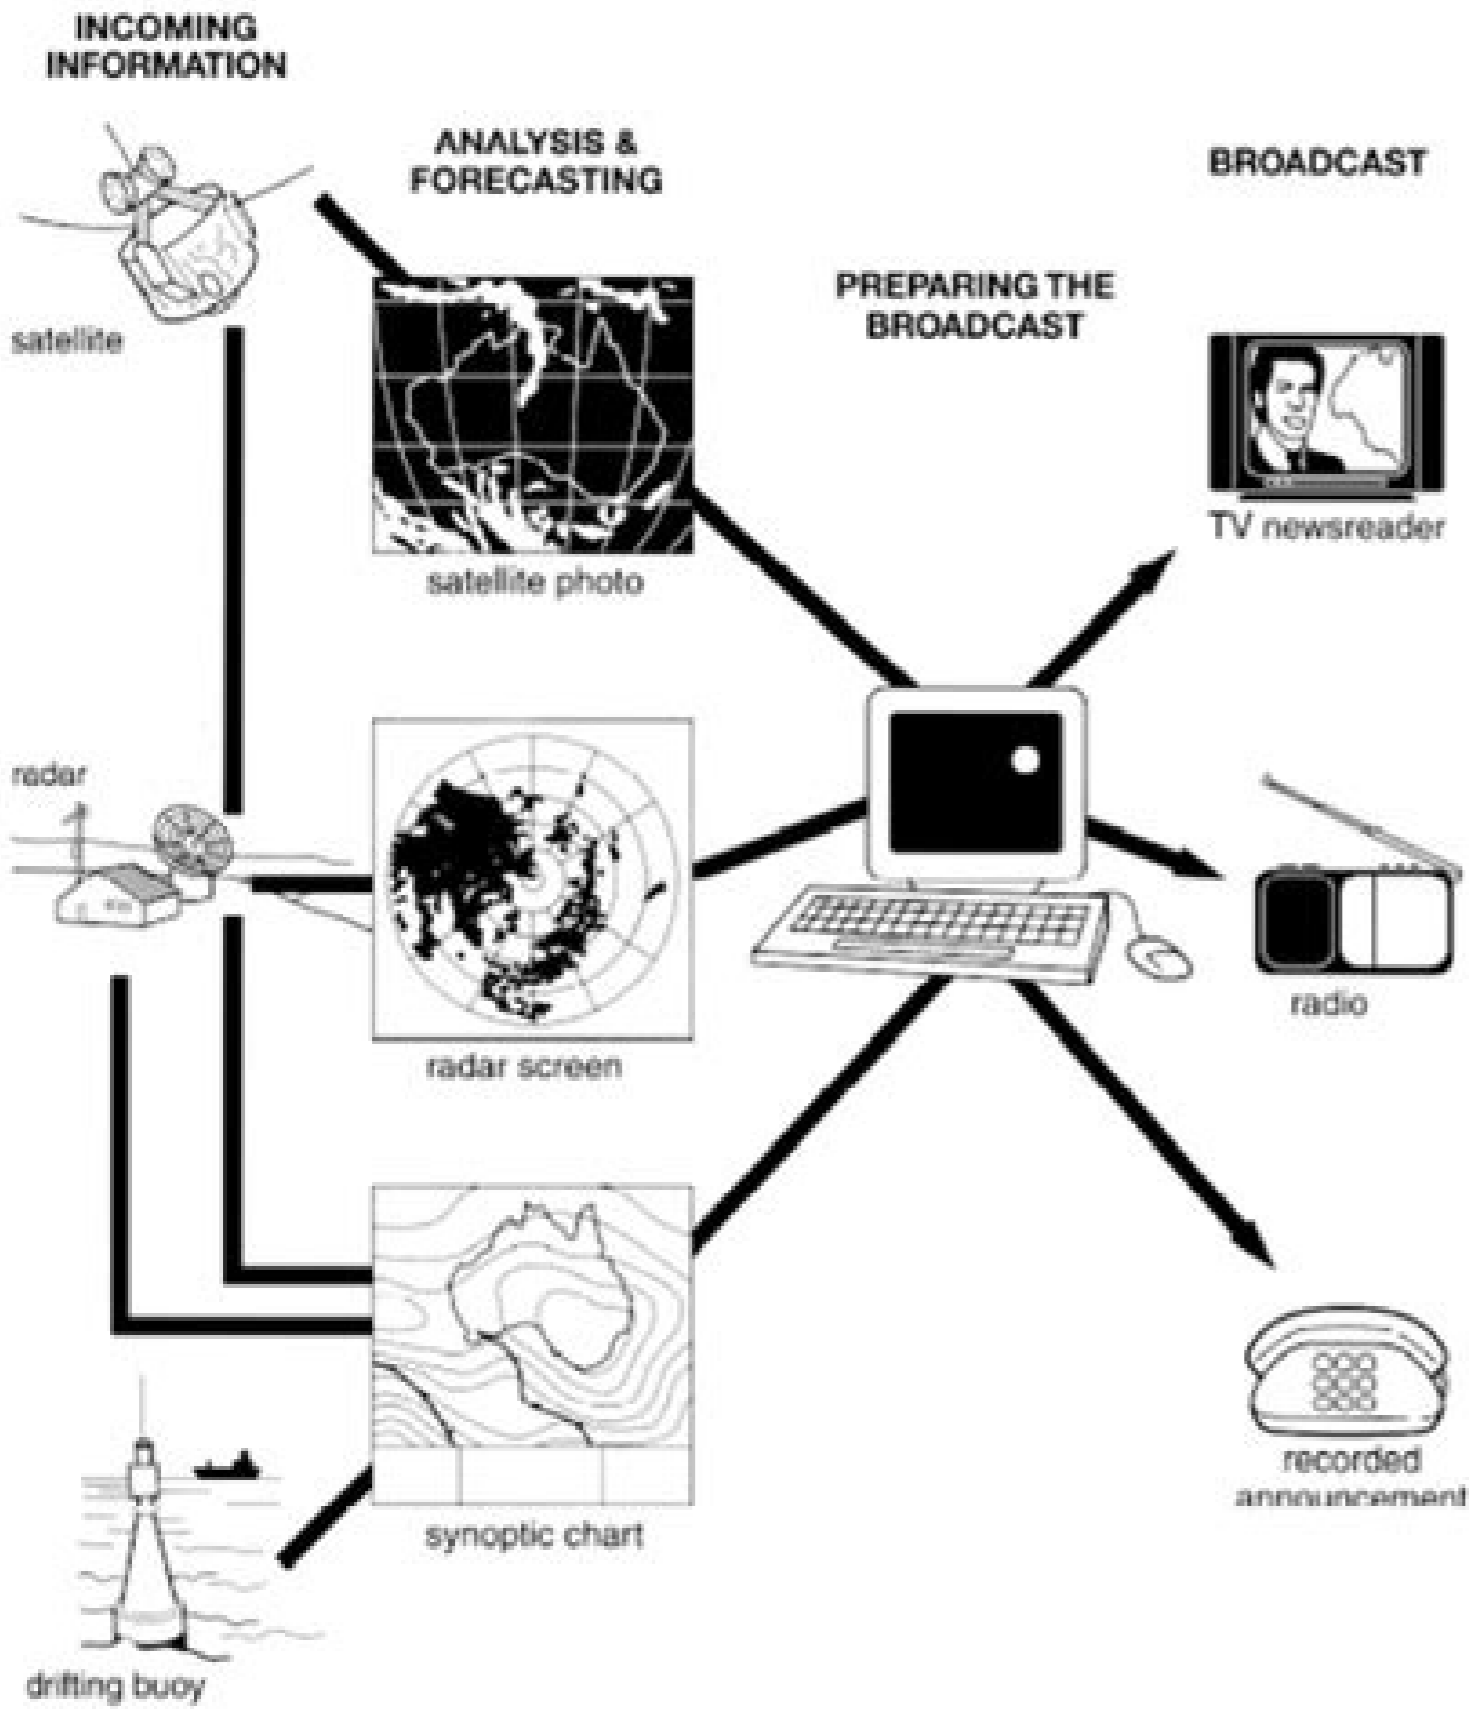 INCOMING
INFORMATION
ANALYSIS &
FORECASTING
BROADCAST
PREPARING THE
BROADCAST
satellite
TV newsreader
satellite photo
radar
radio
radar screen
recorded
announcement
synoptic chart
drifting buoy